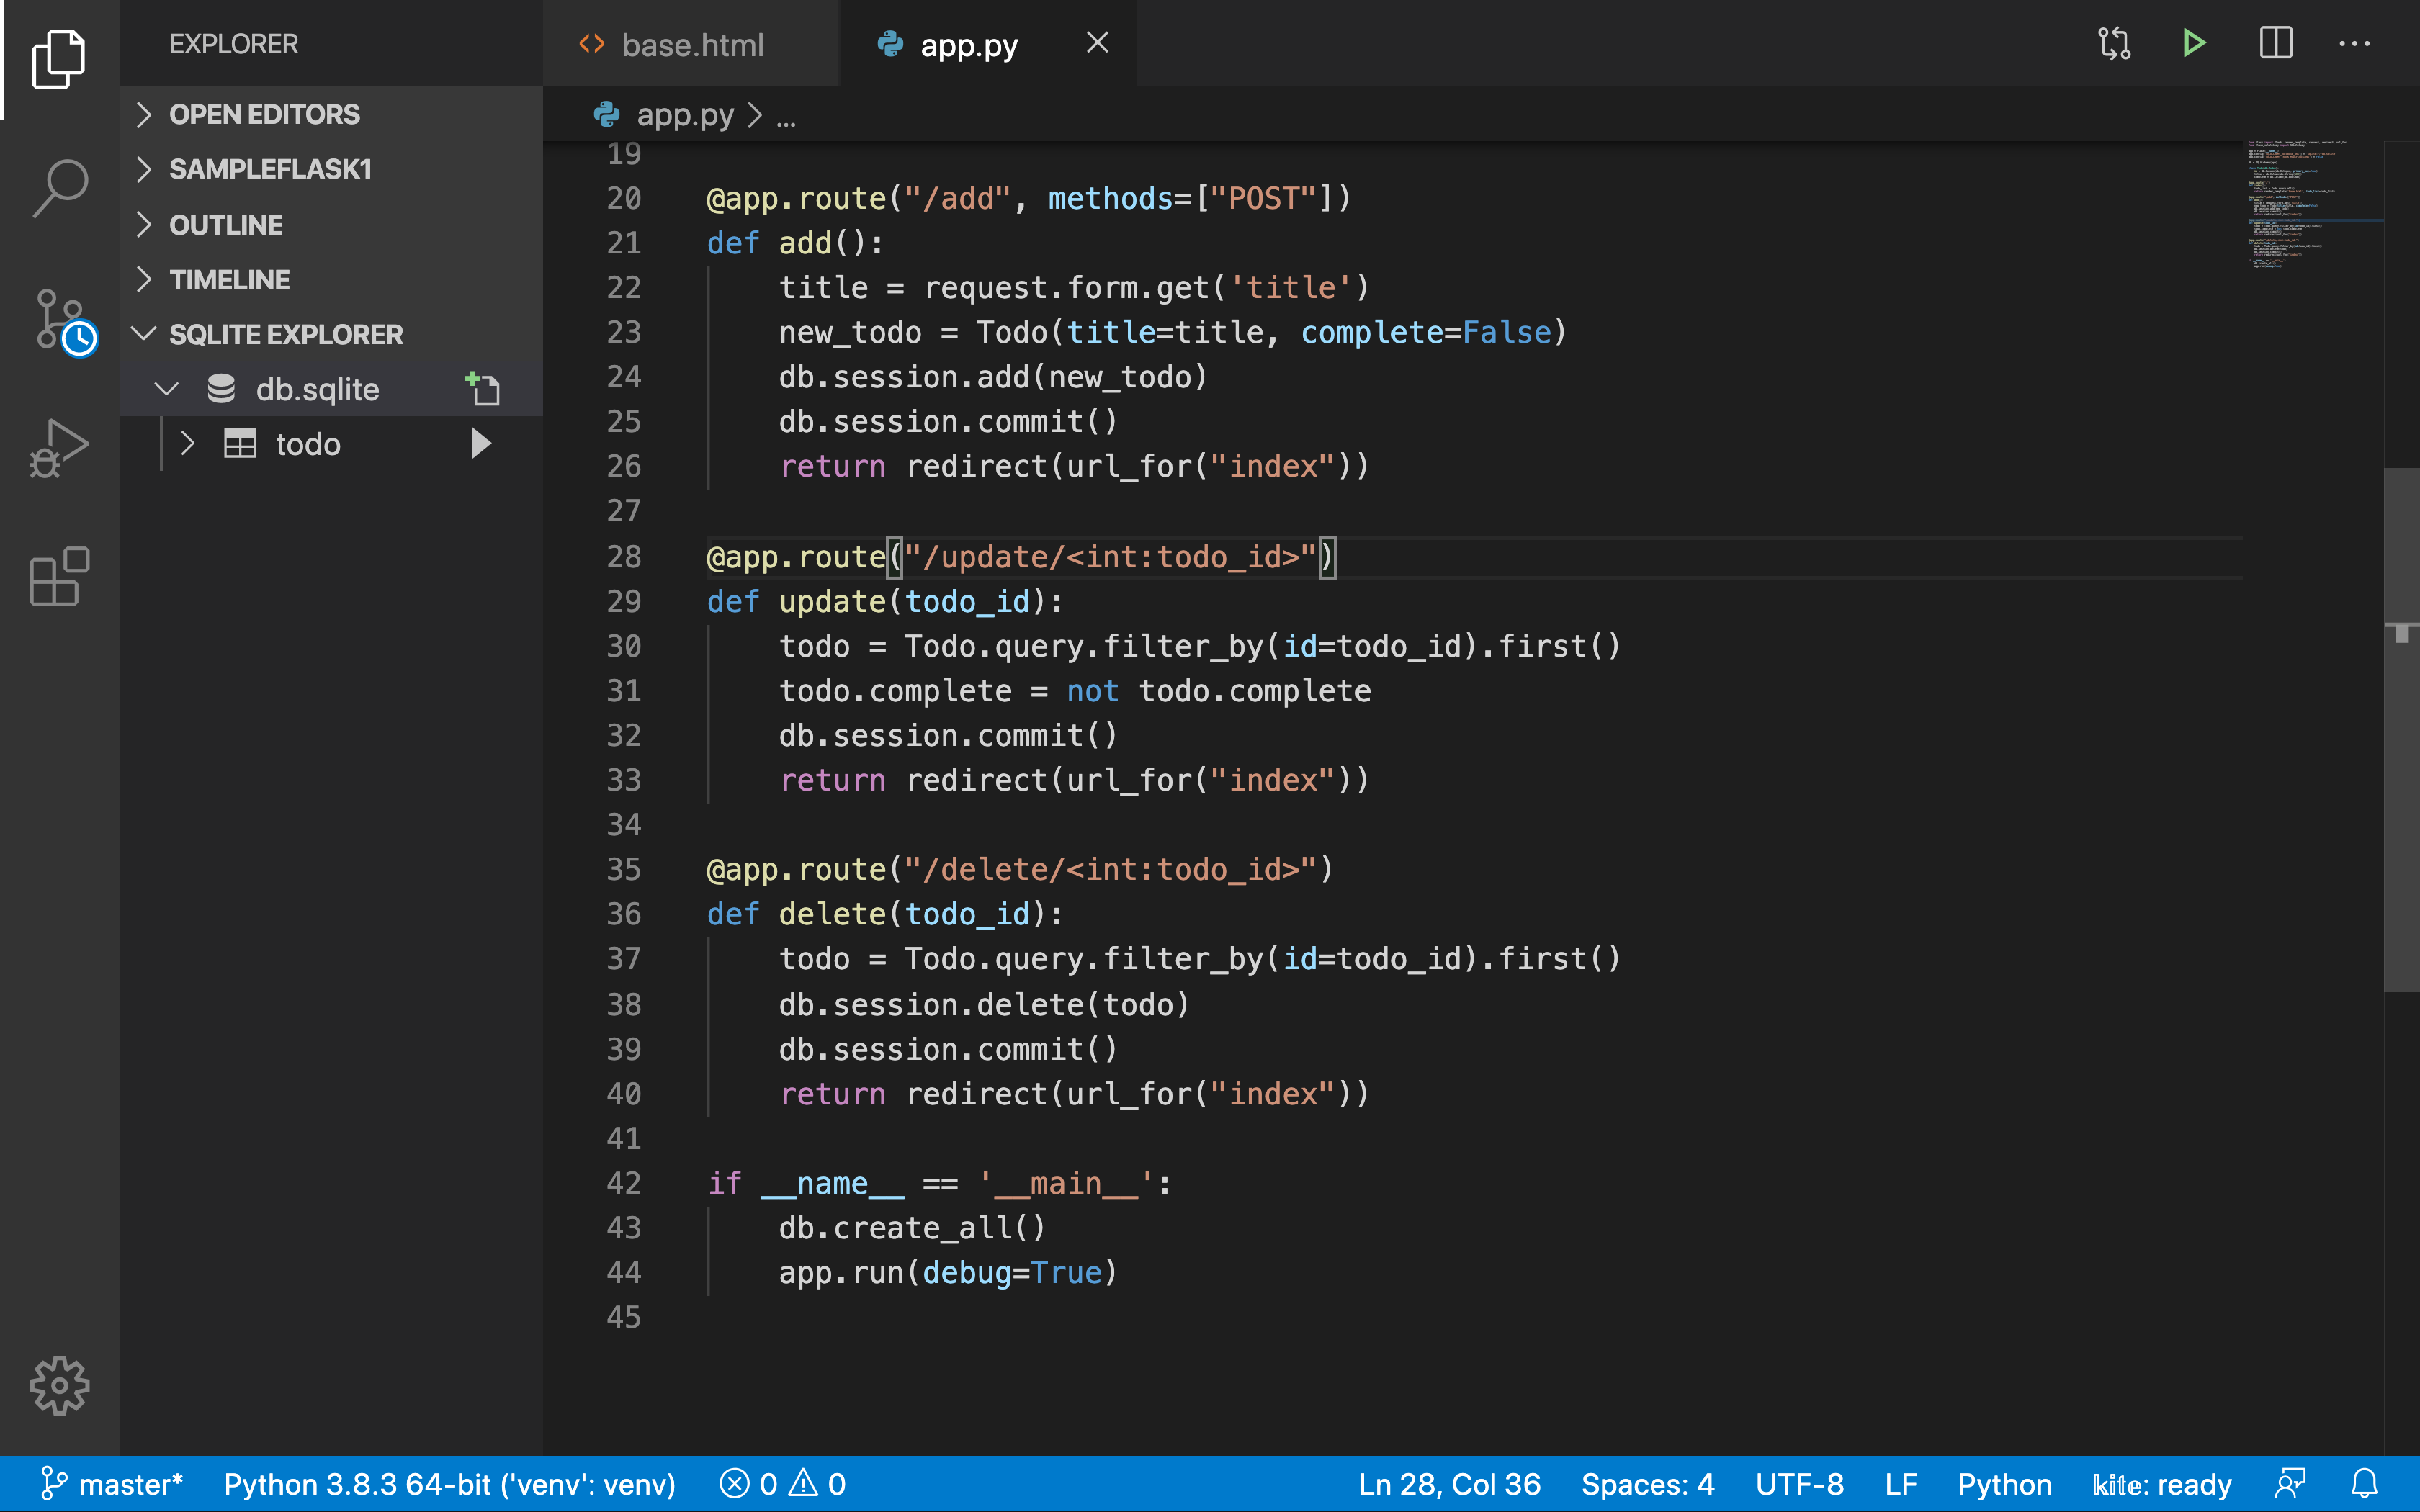 EXPLORER
OPEN EDITORS
SAMPLEFLASK1
OUTLINE
TIMELINE
SQLITE EXPLORER
db.sqlite
todo
base.html
app.py
app.py > ...
19
20 @app.route("/add", methods=["POST"])
21 def add():
22     title = request.form.get('title')
23     new_todo = Todo(title=title, complete=False)
24     db.session.add(new_todo)
25     db.session.commit()
26     return redirect(url_for("index"))
27
28 @app.route("/update/<int:todo_id>")
29 def update(todo_id):
30     todo = Todo.query.filter_by(id=todo_id).first()
31     todo.complete = not todo.complete
32     db.session.commit()
33     return redirect(url_for("index"))
34
35 @app.route("/delete/<int:todo_id>")
36 def delete(todo_id):
37     todo = Todo.query.filter_by(id=todo_id).first()
38     db.session.delete(todo)
39     db.session.commit()
40     return redirect(url_for("index"))
41
42 if __name__ == '__main__':
43     db.create_all()
44     app.run(debug=True)
45
master* Python 3.8.3 64-bit ('venv': venv) 0 0 Ln 28, Col 36 Spaces: 4 UTF-8 LF Python kite: ready